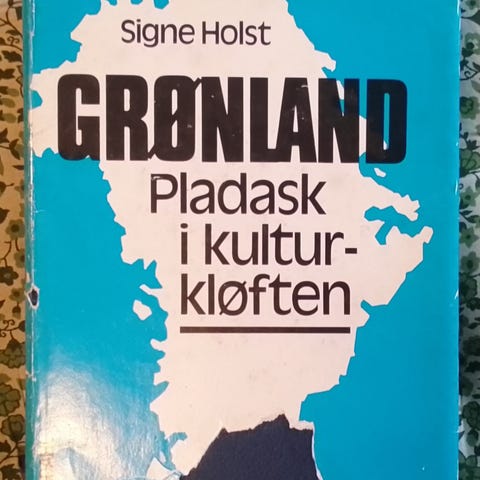 Signe Holst
GRØNLAND
Pladask
i kultur-
kløften